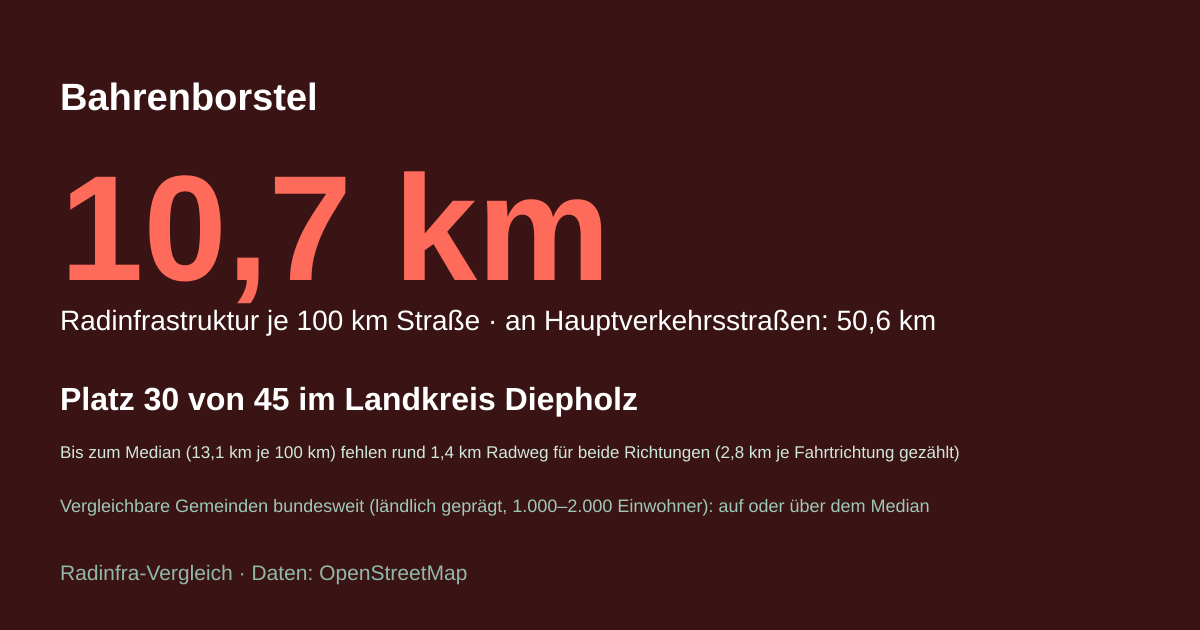 Bahrenborstel
10,7 km
Radinfrastruktur je 100 km Straße · an Hauptverkehrsstraßen: 50,6 km
Platz 30 von 45 im Landkreis Diepholz
Bis zum Median (13,1 km je 100 km) fehlen rund 1,4 km Radweg für beide Richtungen (2,8 km je Fahrtrichtung gezählt)
Vergleichbare Gemeinden bundesweit (ländlich geprägt, 1.000–2.000 Einwohner): auf oder über dem Median
Radinfra-Vergleich · Daten: OpenStreetMap